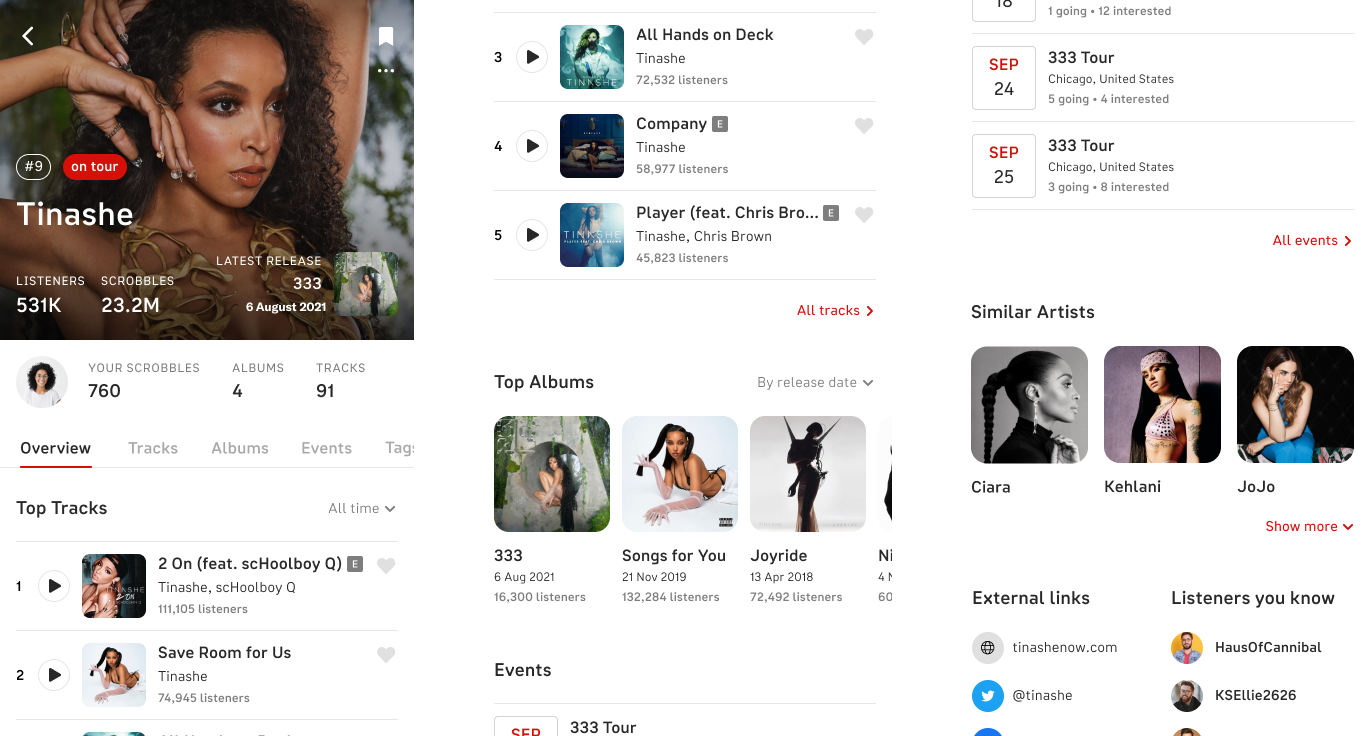 #9
on tour
Tinashe
LISTENERS
531K
SCROBBLES
23.2M
LATEST RELEASE
333
6 August 2021
YOUR SCROBBLES
760
ALBUMS
4
TRACKS
91
Overview
Tracks
Albums
Events
Tags
Top Tracks
All time
1
2 On (feat. scHoolboy Q) E
Tinashe, scHoolboy Q
111,105 listeners
2
Save Room for Us
Tinashe
74,945 listeners
3
TINASHE
All Hands on Deck
Tinashe
72,532 listeners
4
Company E
Tinashe
58,977 listeners
5
Player (feat. Chris Bro... E
Tinashe, Chris Brown
45,823 listeners
All tracks
Top Albums
By release date
333
6 Aug 2021
16,300 listeners
Songs for You
21 Nov 2019
132,284 listeners
Joyride
13 Apr 2018
72,492 listeners
Ni
4 N
60
Events
SEP
333 Tour
18
1 going • 12 interested
SEP
24
333 Tour
Chicago, United States
5 going • 4 interested
SEP
25
333 Tour
Chicago, United States
3 going • 8 interested
All events
Similar Artists
Ciara
Kehlani
JoJo
Show more
External links
tinashenow.com
@tinashe
Listeners you know
HausOfCannibal
KSEllie2626